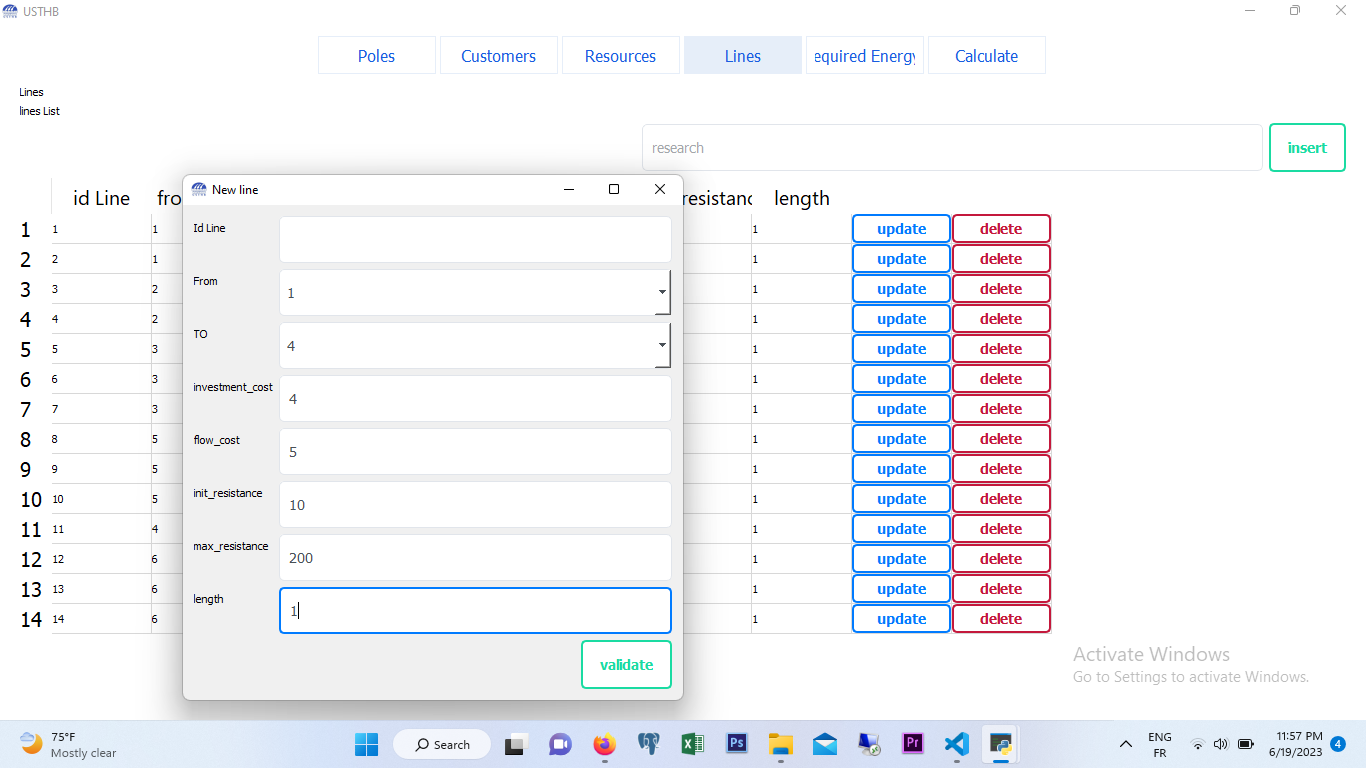 USTHB
Poles Customers Resources Lines equired Energy Calculate
Lines
lines List
research insert
id Line fro resistanc length
1 1 1 1 update delete
2 2 1 1 update delete
3 3 2 1 update delete
4 4 2 1 update delete
5 5 3 1 update delete
6 6 3 1 update delete
7 7 3 1 update delete
8 8 5 1 update delete
9 9 5 1 update delete
10 10 5 1 update delete
11 11 4 1 update delete
12 12 6 1 update delete
13 13 6 1 update delete
14 14 6 1 update delete
New line
Id Line
From 1
TO 4
investment_cost 4
flow_cost 5
init_resistance 10
max_resistance 200
length 1
validate
Activate Windows
Go to Settings to activate Windows.
75°F
Mostly clear
Search
Ps
Pr
ENG
FR
11:57 PM
6/19/2023
4